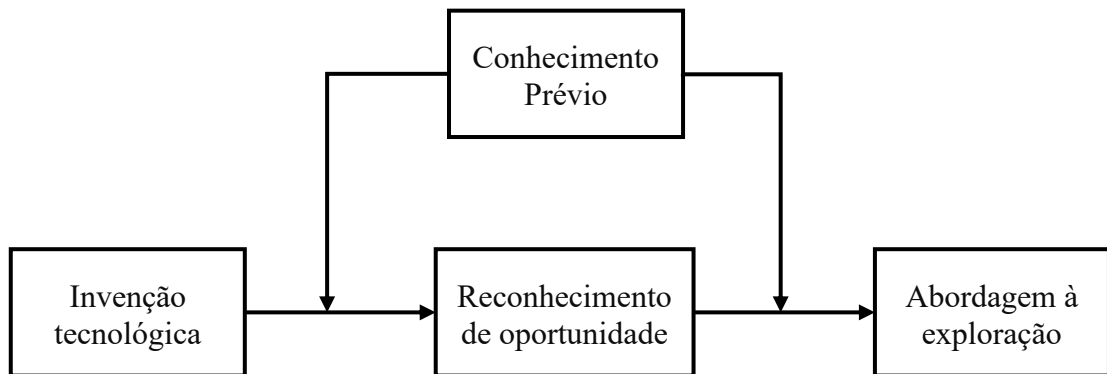 Conhecimento
Prévio
Invenção
tecnológica
Reconhecimento
de oportunidade
Abordagem à
exploração